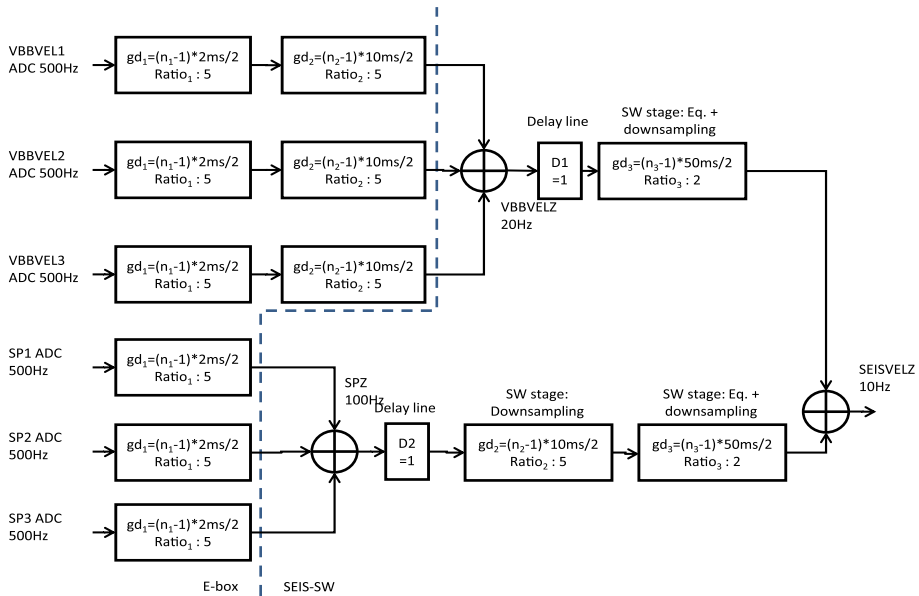 VBBVEL1
ADC 500Hz
gd₁=(n₁-1)*2ms/2
Ratio₁ : 5
gd₂=(n₂-1)*10ms/2
Ratio₂ : 5
VBBVEL2
ADC 500Hz
gd₁=(n₁-1)*2ms/2
Ratio₁ : 5
gd₂=(n₂-1)*10ms/2
Ratio₂ : 5
VBBVEL3
ADC 500Hz
gd₁=(n₁-1)*2ms/2
Ratio₁ : 5
gd₂=(n₂-1)*10ms/2
Ratio₂ : 5
VBBVELZ
20Hz
Delay line
D1
=1
SW stage: Eq. +
downsampling
gd₃=(n₃-1)*50ms/2
Ratio₃ : 2
SP1 ADC
500Hz
gd₁=(n₁-1)*2ms/2
Ratio₁ : 5
SP2 ADC
500Hz
gd₁=(n₁-1)*2ms/2
Ratio₁ : 5
SP3 ADC
500Hz
gd₁=(n₁-1)*2ms/2
Ratio₁ : 5
SPZ
100Hz
Delay line
D2
=1
SW stage:
Downsampling
gd₂=(n₂-1)*10ms/2
Ratio₂ : 5
SW stage: Eq. +
downsampling
gd₃=(n₃-1)*50ms/2
Ratio₃ : 2
SEISVELZ
10Hz
E-box
SEIS-SW